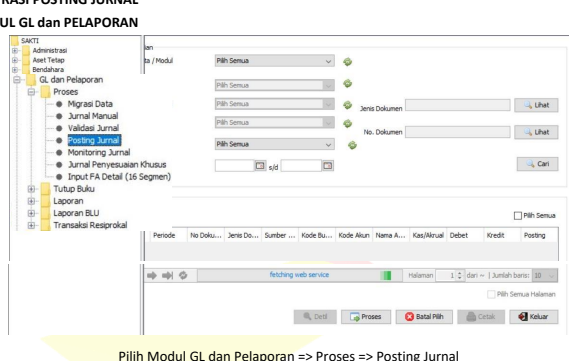 RASI POSTING JURNAL
UL GL dan PELAPORAN
SAKTI
Administrasi
Aset Tetap
Bendahara
GL dan Pelaporan
Proses
Migrasi Data
Jurnal Manual
Validasi Jurnal
Posting Jurnal
Monitoring Jurnal
Jurnal Penyesuaian Khusus
Input FA Detail (16 Segmen)
Tutup Buku
Laporan
Laporan BLU
Transaksi Resiprokal
ian
ta / Modul Pilih Semua
Pilih Semua
Pilih Semua Jenis Dokumen Lihat
Pilih Semua No. Dokumen Lihat
Pilih Semua
s/d Cari
Pilih Semua
Periode No Doku... Jenis Do... Sumber ... Kode Bu... Kode Akun Nama A... Kas/Akrual Debet Kredit Posting
fetching web service Halaman 1 dari ~ | Jumlah baris: 10
Pilih Semua Halaman
Detil Proses Batal Pilih Cetak Keluar
Pilih Modul GL dan Pelaporan => Proses => Posting Jurnal